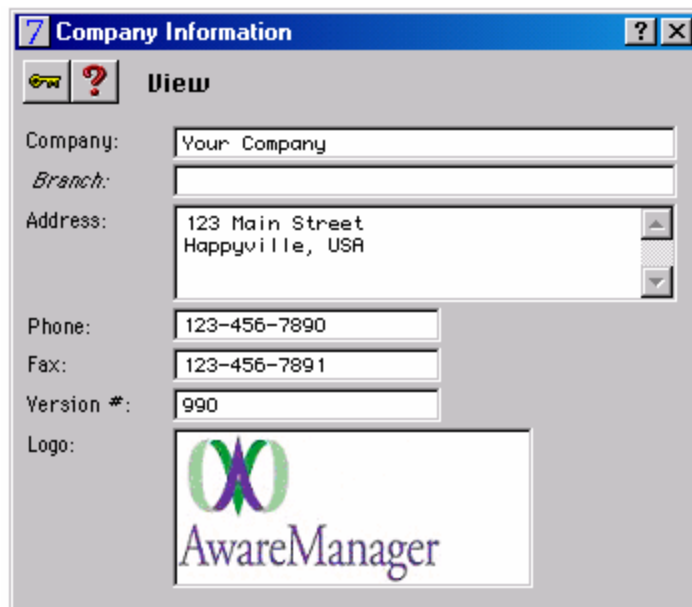 7 Company Information ? X
? View
Company: Your Company
Branch:
Address: 123 Main Street
Happyville, USA
Phone: 123-456-7890
Fax: 123-456-7891
Version #: 990
Logo:
AwareManager